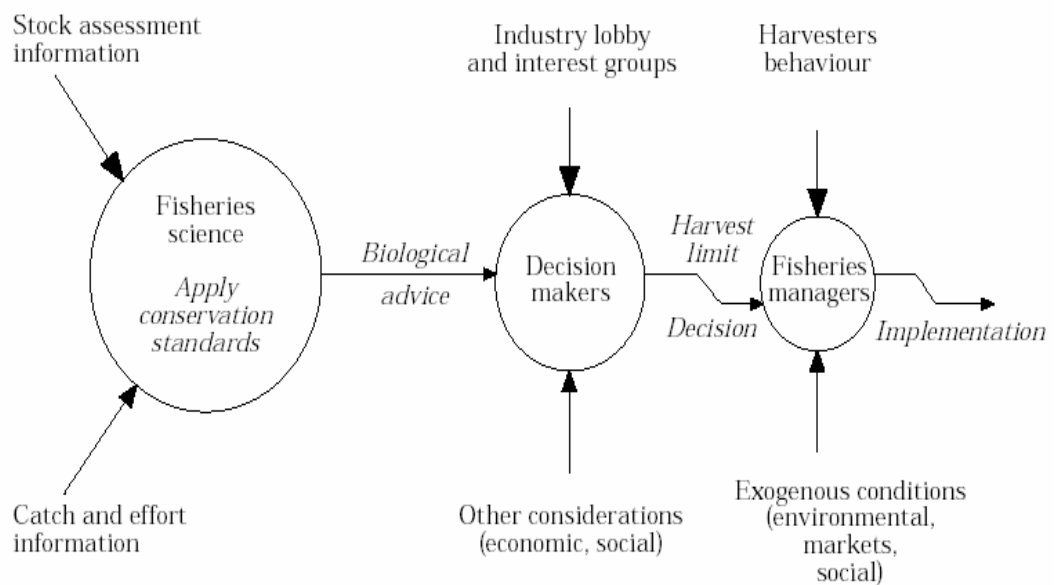 Stock assessment
information
Industry lobby
and interest groups
Harvesters
behaviour
Fisheries
science
Apply
conservation
standards
Biological
advice
Decision
makers
Harvest
limit
Decision
Fisheries
managers
Implementation
Catch and effort
information
Other considerations
(economic, social)
Exogenous conditions
(environmental,
markets,
social)